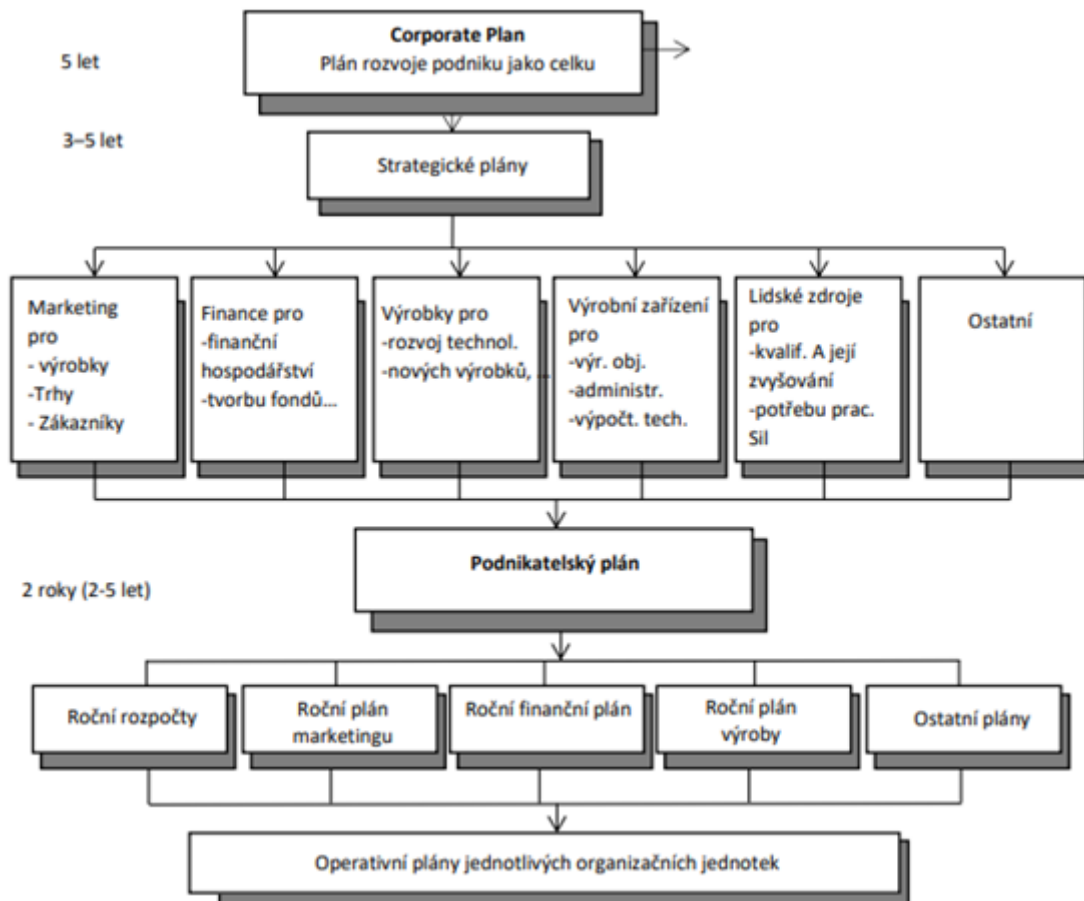 Corporate Plan
Plán rozvoje podniku jako celku
5 let
3–5 let
Strategické plány
Marketing
pro
- výrobky
-Trhy
- Zákazníky
Finance pro
-finanční
hospodářství
-tvorbu fondů...
Výrobky pro
-rozvoj technol.
-nových výrobků, ...
Výrobní zařízení
pro
-výr. obj.
-administr.
-výpočt. tech.
Lidské zdroje
pro
-kvalif. A její
zvyšování
-potřebu prac.
Sil
Ostatní
Podnikatelský plán
2 roky (2-5 let)
Roční rozpočty
Roční plán
marketingu
Roční finanční plán
Roční plán
výroby
Ostatní plány
Operativní plány jednotlivých organizačních jednotek